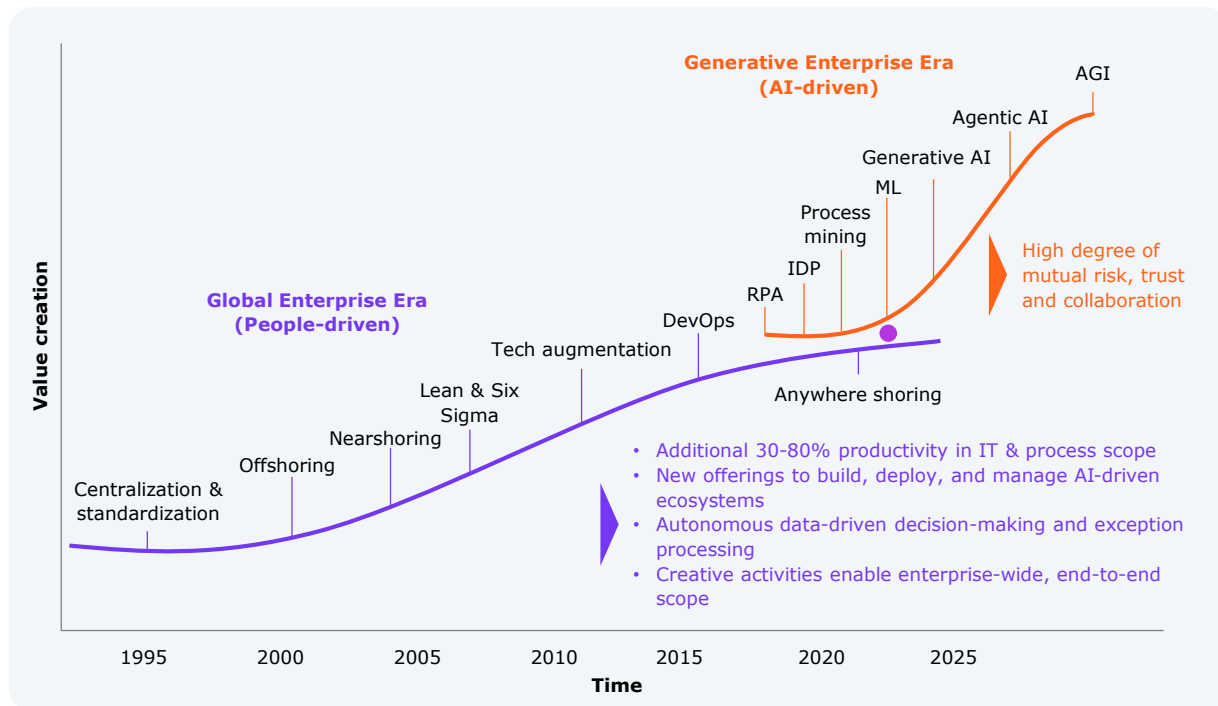 Generative Enterprise Era
(AI-driven)
AGI
Agentic AI
Generative AI
ML
Process
mining
IDP
RPA
High degree of
mutual risk, trust
and collaboration
Global Enterprise Era
(People-driven)
DevOps
Tech augmentation
Lean & Six
Sigma
Nearshoring
Offshoring
Centralization &
standardization
Anywhere shoring
• Additional 30-80% productivity in IT & process scope
• New offerings to build, deploy, and manage AI-driven
ecosystems
• Autonomous data-driven decision-making and exception
processing
• Creative activities enable enterprise-wide, end-to-end
scope
Value creation
1995 2000 2005 2010 2015 2020 2025
Time